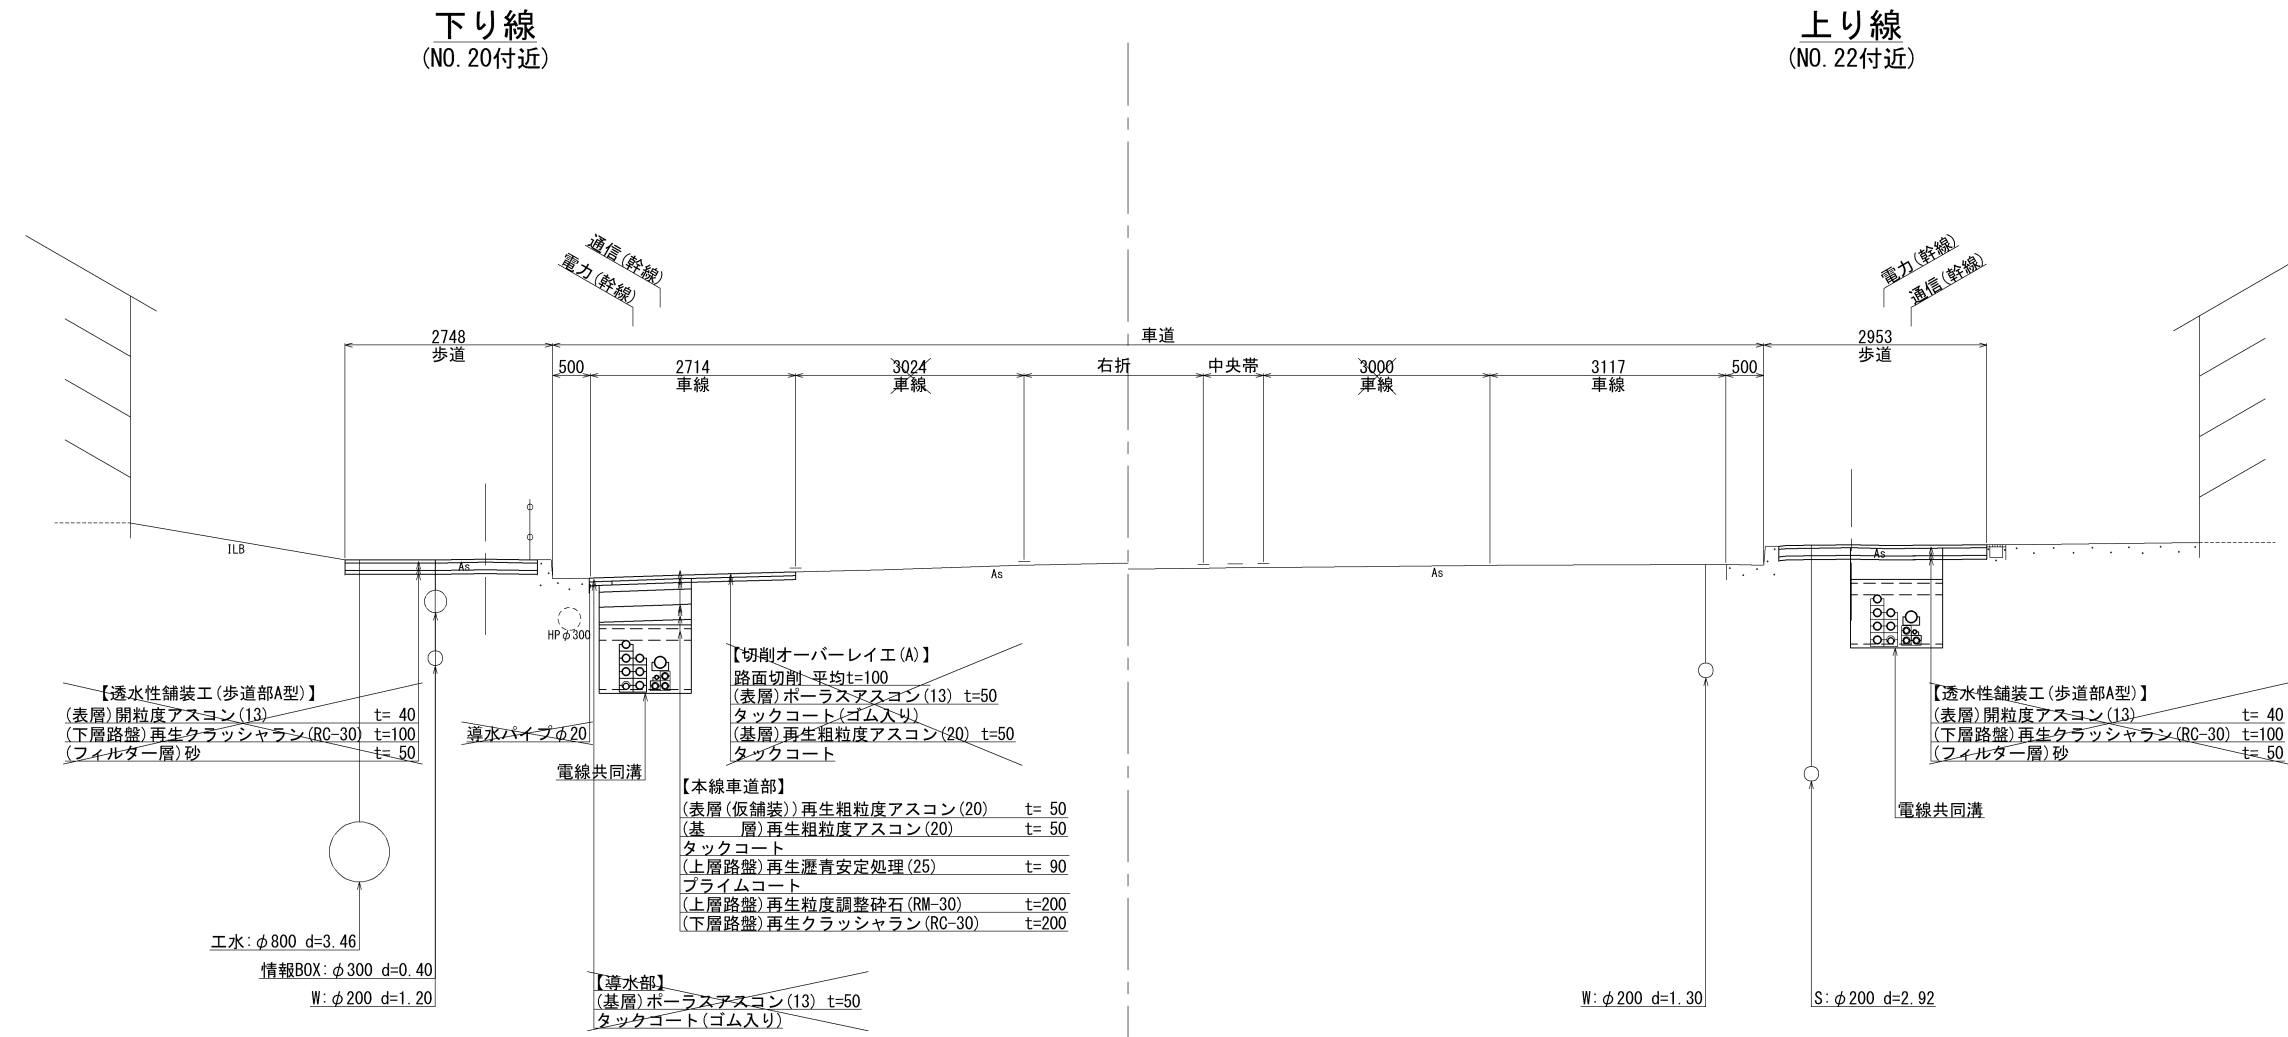 下り線
(NO. 20付近)
上り線
(NO. 22付近)
通信(幹線)
電力(幹線)
電力(幹線)
通信(幹線)
2748
歩道
車道
2953
歩道
500
2714
車線
3024
車線
右折
中央帯
3000
車線
3117
車線
500
ILB
As
As
As
As
HPφ300
【透水性舗装工(歩道部A型)】
(表層)開粒度アスコン(13) t= 40
(下層路盤)再生クラッシャラン(RC-30) t=100
(フィルター層)砂 t= 50
導水パイプφ20
電線共同溝
【切削オーバーレイエ(A)】
路面切削 平均t=100
(表層)ポーラスアスコン(13) t=50
タックコート(ゴム入り)
(基層)再生粗粒度アスコン(20) t=50
タックコート
【本線車道部】
(表層(仮舗装))再生粗粒度アスコン(20) t= 50
(基 層)再生粗粒度アスコン(20) t= 50
タックコート
(上層路盤)再生瀝青安定処理(25) t= 90
プライムコート
(上層路盤)再生粒度調整砕石(RM-30) t=200
(下層路盤)再生クラッシャラン(RC-30) t=200
【透水性舗装工(歩道部A型)】
(表層)開粒度アスコン(13) t= 40
(下層路盤)再生クラッシャラン(RC-30) t=100
(フィルター層)砂 t= 50
電線共同溝
工水:φ800 d=3.46
情報BOX:φ300 d=0.40
W:φ200 d=1.20
【導水部】
(基層)ポーラスアスコン(13) t=50
タックコート(ゴム入り)
W:φ200 d=1.30
S:φ200 d=2.92